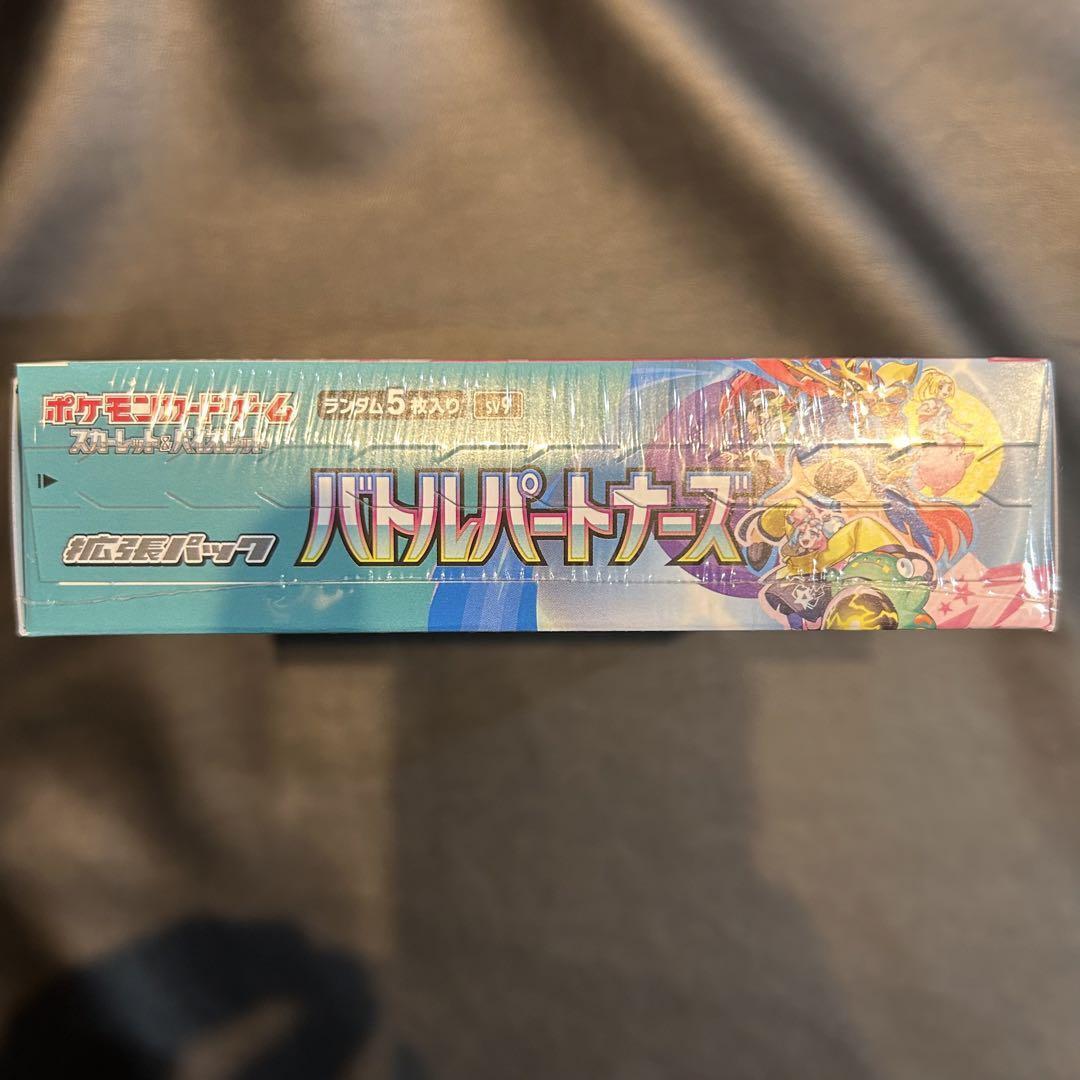 ポケモンカードゲーム
スカーレット&バイオレット
ランダム5枚入り
sv9
拡張パック
バトルパートナーズ